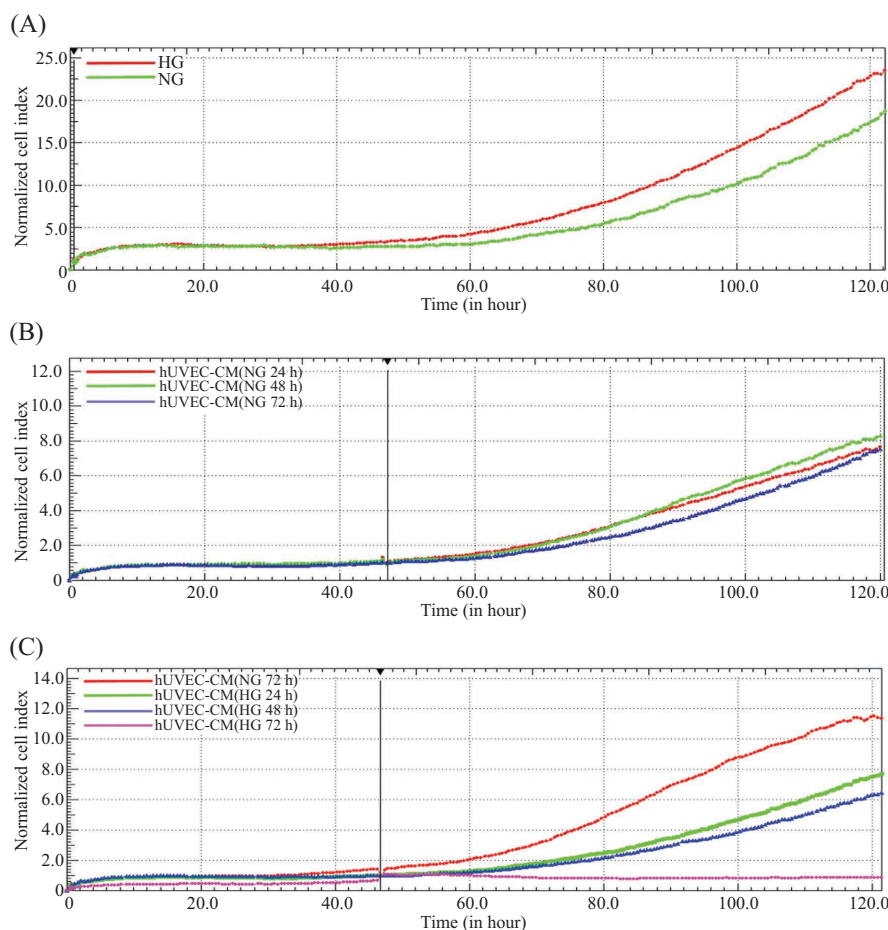 (A)
25.0
20.0
15.0
10.0
5.0
0
Normalized cell index
HG
NG
0 20.0 40.0 60.0 80.0 100.0 120.0
Time (in hour)
(B)
12.0
10.0
8.0
6.0
4.0
2.0
0
Normalized cell index
hUVEC-CM(NG 24 h)
hUVEC-CM(NG 48 h)
hUVEC-CM(NG 72 h)
0 20.0 40.0 60.0 80.0 100.0 120.0
Time (in hour)
(C)
14.0
12.0
10.0
8.0
6.0
4.0
2.0
0
Normalized cell index
hUVEC-CM(NG 72 h)
hUVEC-CM(HG 24 h)
hUVEC-CM(HG 48 h)
hUVEC-CM(HG 72 h)
0 20.0 40.0 60.0 80.0 100.0 120.0
Time (in hour)